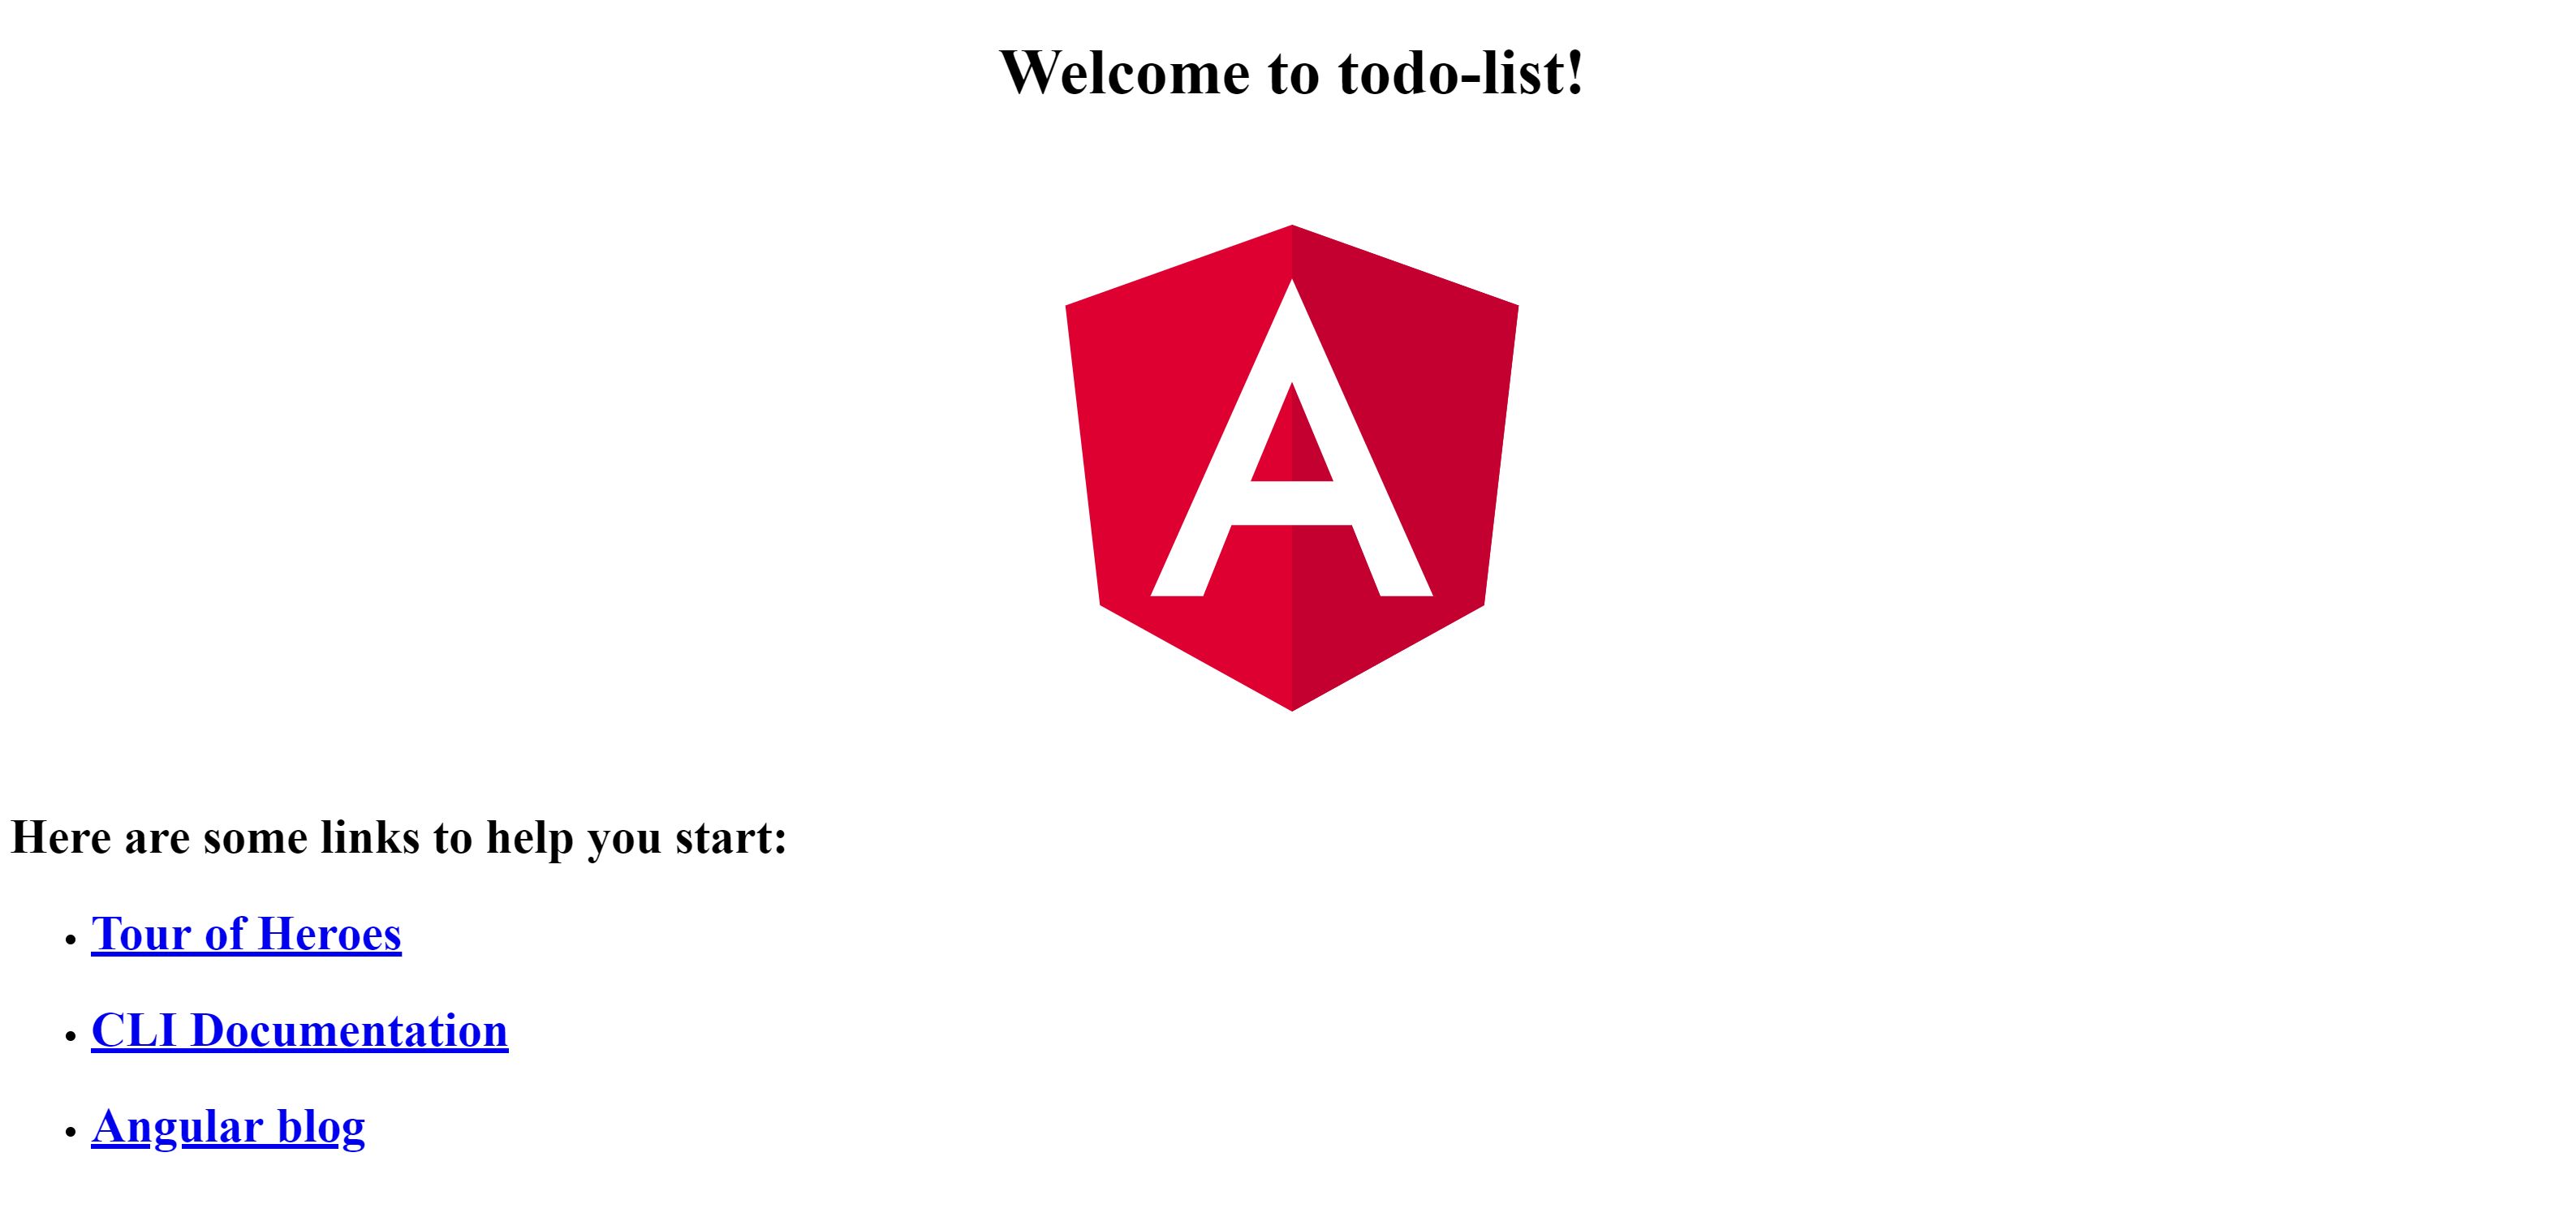 Welcome to todo-list!
A
Here are some links to help you start:
Tour of Heroes
CLI Documentation
Angular blog